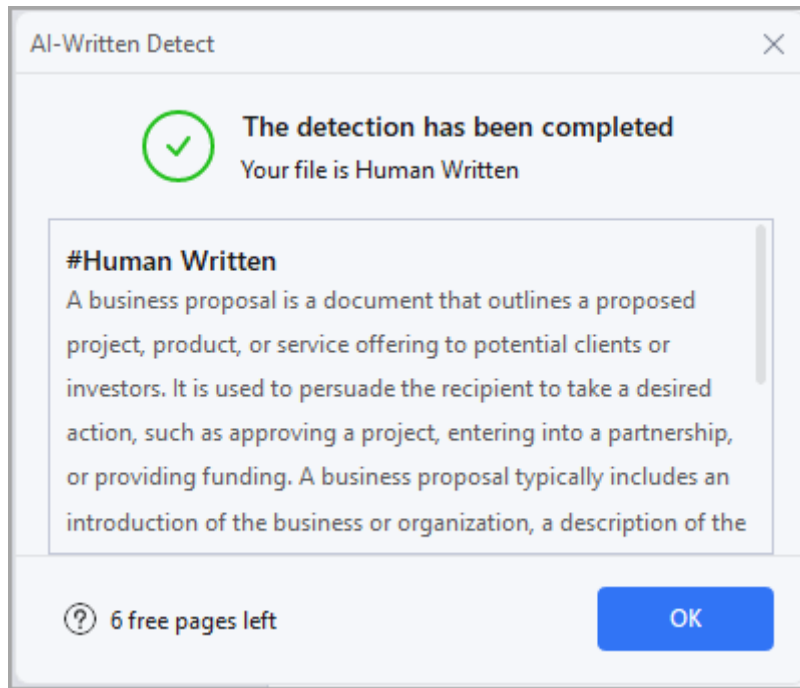 AI-Written Detect
The detection has been completed
Your file is Human Written
#Human Written
A business proposal is a document that outlines a proposed
project, product, or service offering to potential clients or
investors. It is used to persuade the recipient to take a desired
action, such as approving a project, entering into a partnership,
or providing funding. A business proposal typically includes an
introduction of the business or organization, a description of the
6 free pages left
OK